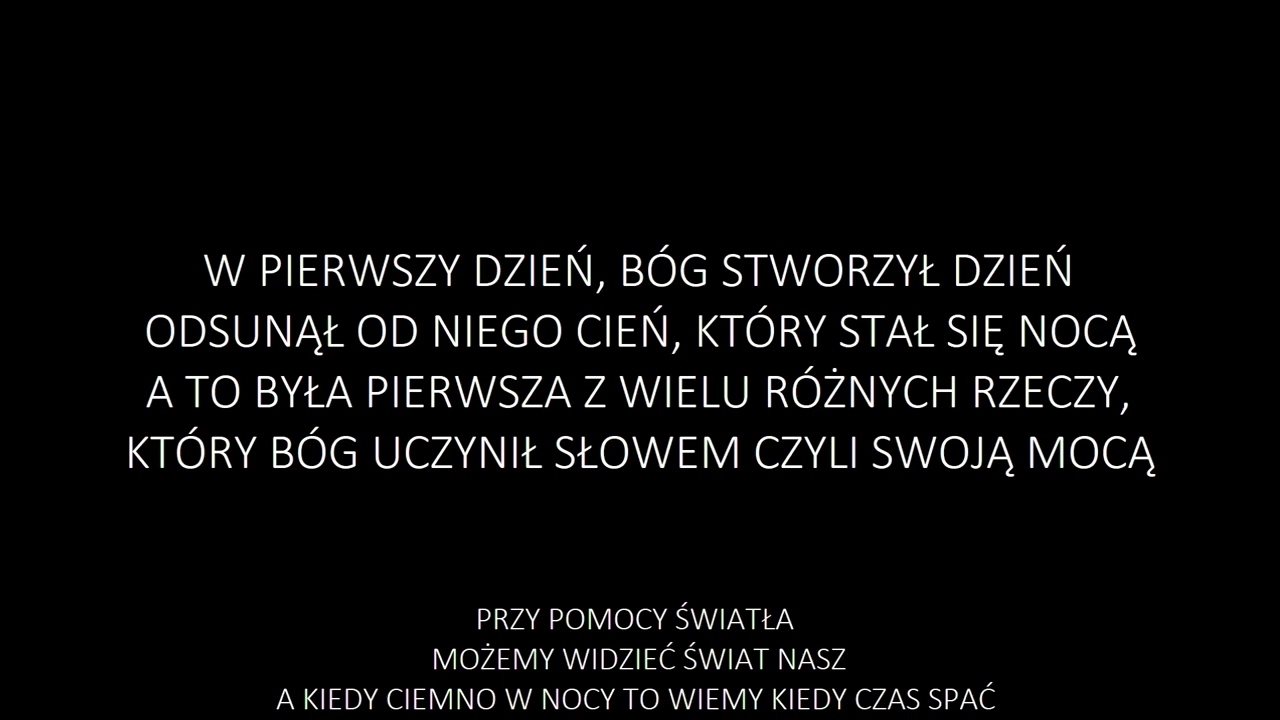 W PIERWSZY DZIEŃ, BÓG STWORZYŁ DZIEŃ
ODSUNĄŁ OD NIEGO CIEŃ, KTÓRY STAŁ SIĘ NOCĄ
A TO BYŁA PIERWSZA Z WIELU RÓŻNYCH RZECZY,
KTÓRY BÓG UCZYNIŁ SŁOWEM CZYLI SWOJĄ MOCĄ
PRZY POMOCY ŚWIATŁA
MOŻEMY WIDZIEĆ ŚWIAT NASZ
A KIEDY CIEMNO W NOCY TO WIEMY KIEDY CZAS SPAĆ